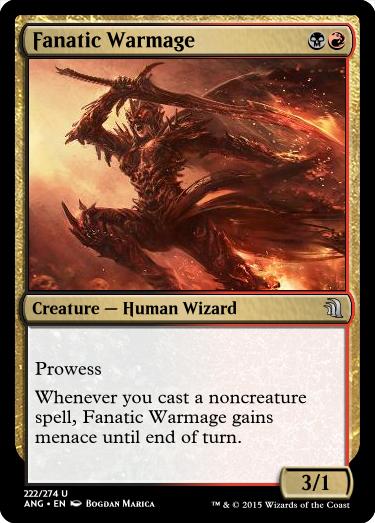 Fanatic Warmage
Creature — Human Wizard
Prowess
Whenever you cast a noncreature
spell, Fanatic Warmage gains
menace until end of turn.
3/1
222/274 U
ANG • EN Bogdan Marica
™ & © 2015 Wizards of the Coast